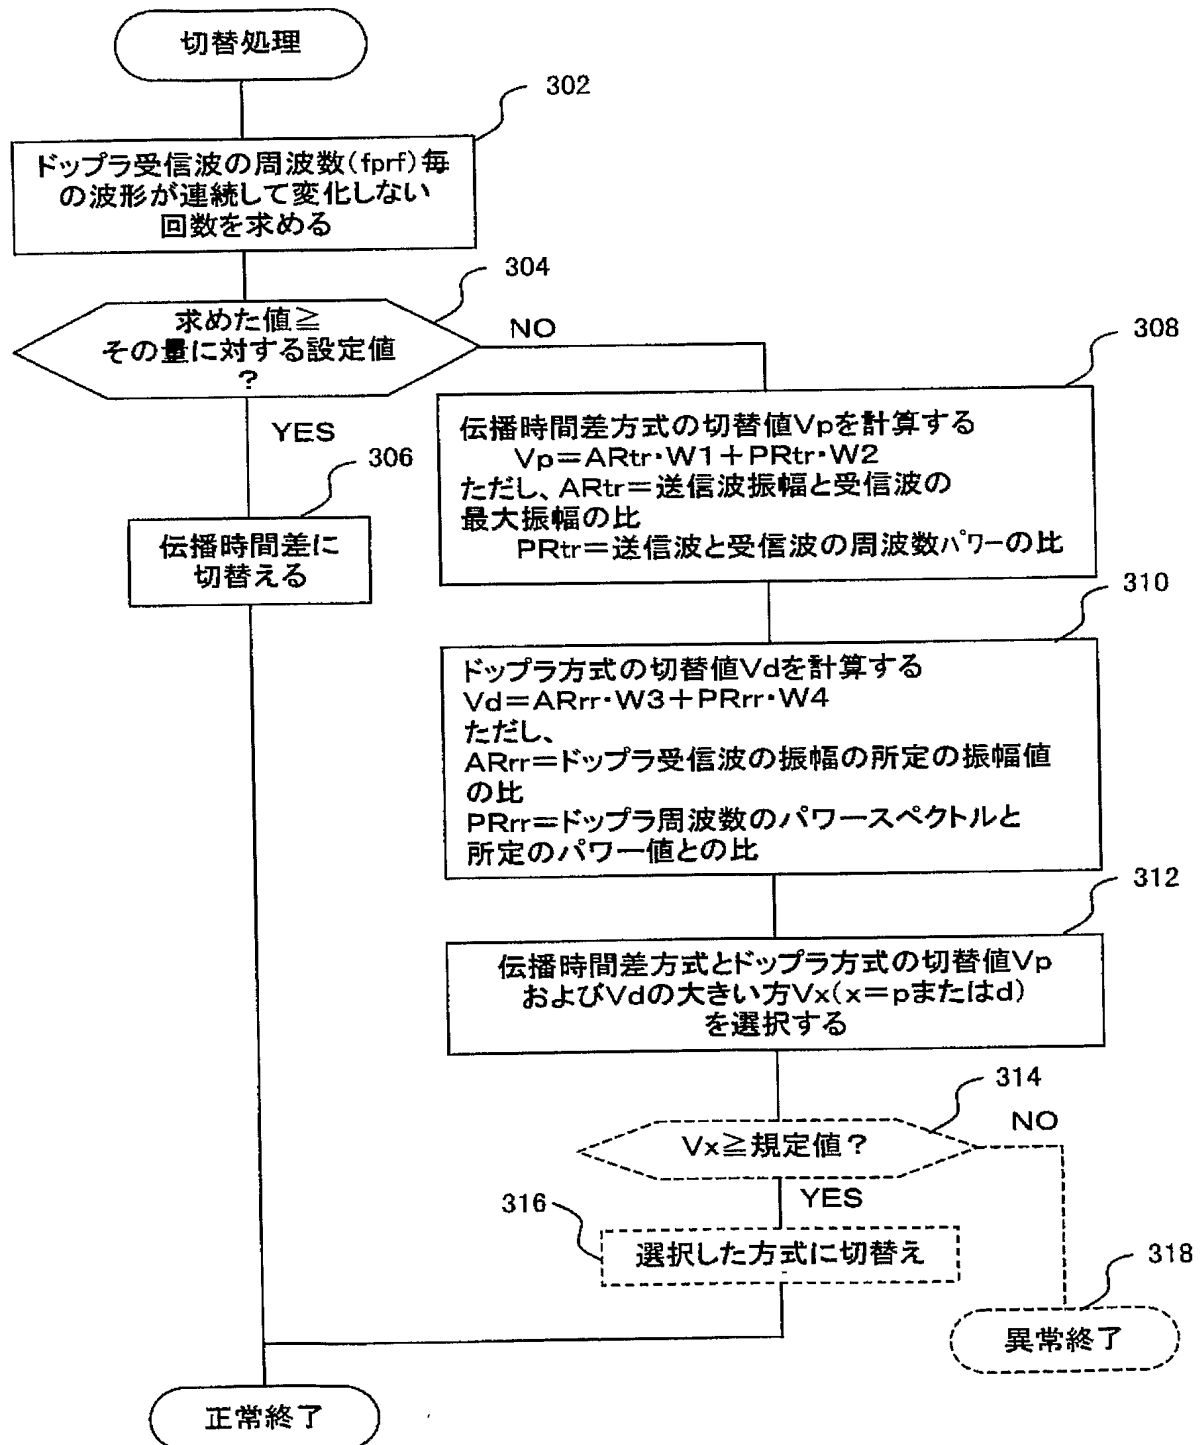 切替処理
302
ドップラ受信波の周波数(fprf)毎
の波形が連続して変化しない
回数を求める
304
求めた値≧
その量に対する設定値
?
NO
YES
306
伝播時間差に
切替える
308
伝播時間差方式の切替値Vpを計算する
Vp=ARtr・W1+PRtr・W2
ただし、ARtr=送信波振幅と受信波の
最大振幅の比
PRtr=送信波と受信波の周波数パワーの比
310
ドップラ方式の切替値Vdを計算する
Vd=ARrr・W3+PRrr・W4
ただし、
ARrr=ドップラ受信波の振幅の所定の振幅値
の比
PRrr=ドップラ周波数のパワースペクトルと
所定のパワー値との比
312
伝播時間差方式とドップラ方式の切替値Vp
およびVdの大きい方Vx(x=pまたはd)
を選択する
314
Vx≧規定値?
NO
YES
316
選択した方式に切替え
318
異常終了
正常終了